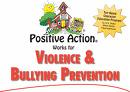 Positive Action®
Works for
VIOLENCE &
BULLYING PREVENTION